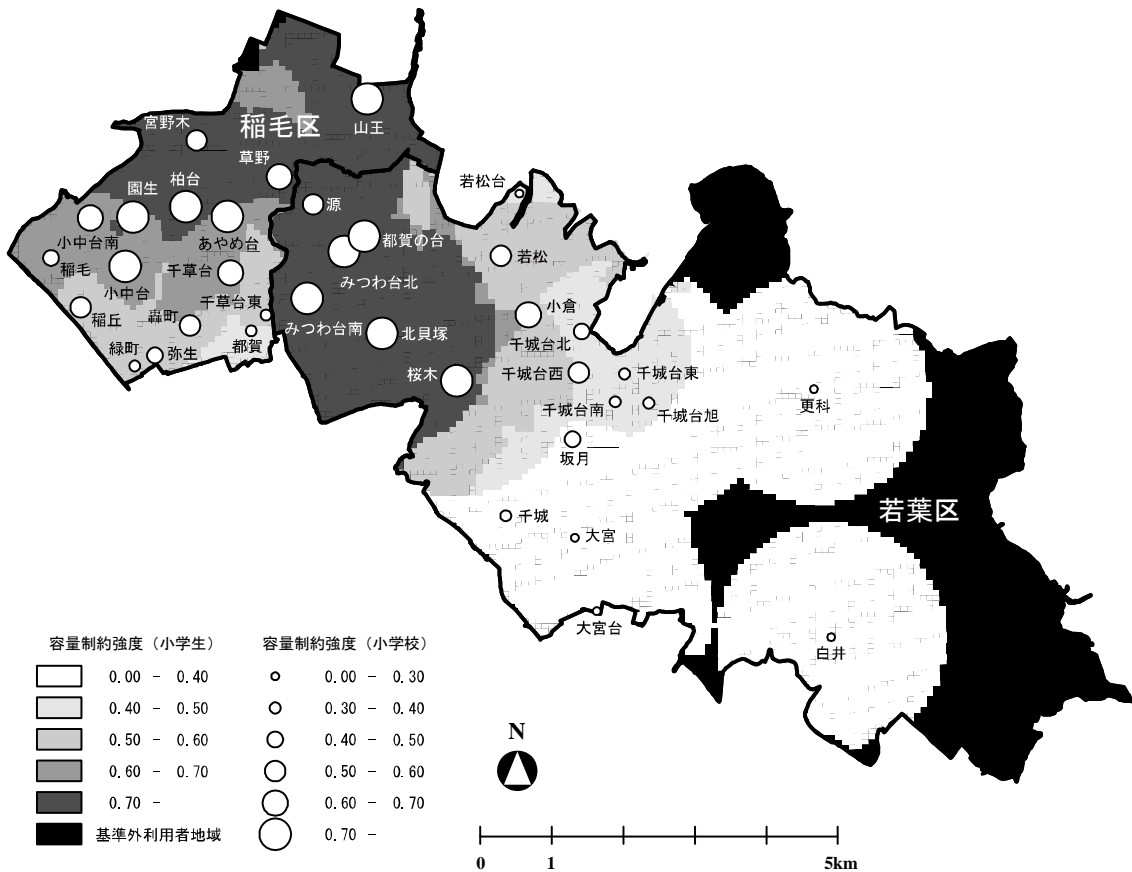 宮野木
稲毛区
山王
草野
若松台
柏台
園生
源
小中台南
あやめ台
都賀の台
稲毛
小中台
千草台
みつわ台北
若松
稲丘
轟町
千草台東
みつわ台南
小倉
北貝塚
千城台北
緑町
弥生
都賀
桜木
千城台西
千城台東
千城台南
千城台旭
更科
坂月
千城
大宮
若葉区
大宮台
白井
容量制約強度（小学生）
0.00 - 0.40
0.40 - 0.50
0.50 - 0.60
0.60 - 0.70
0.70 -
基準外利用者地域
容量制約強度（小学校）
0.00 - 0.30
0.30 - 0.40
0.40 - 0.50
0.50 - 0.60
0.60 - 0.70
0.70 -
N
0 1 5km